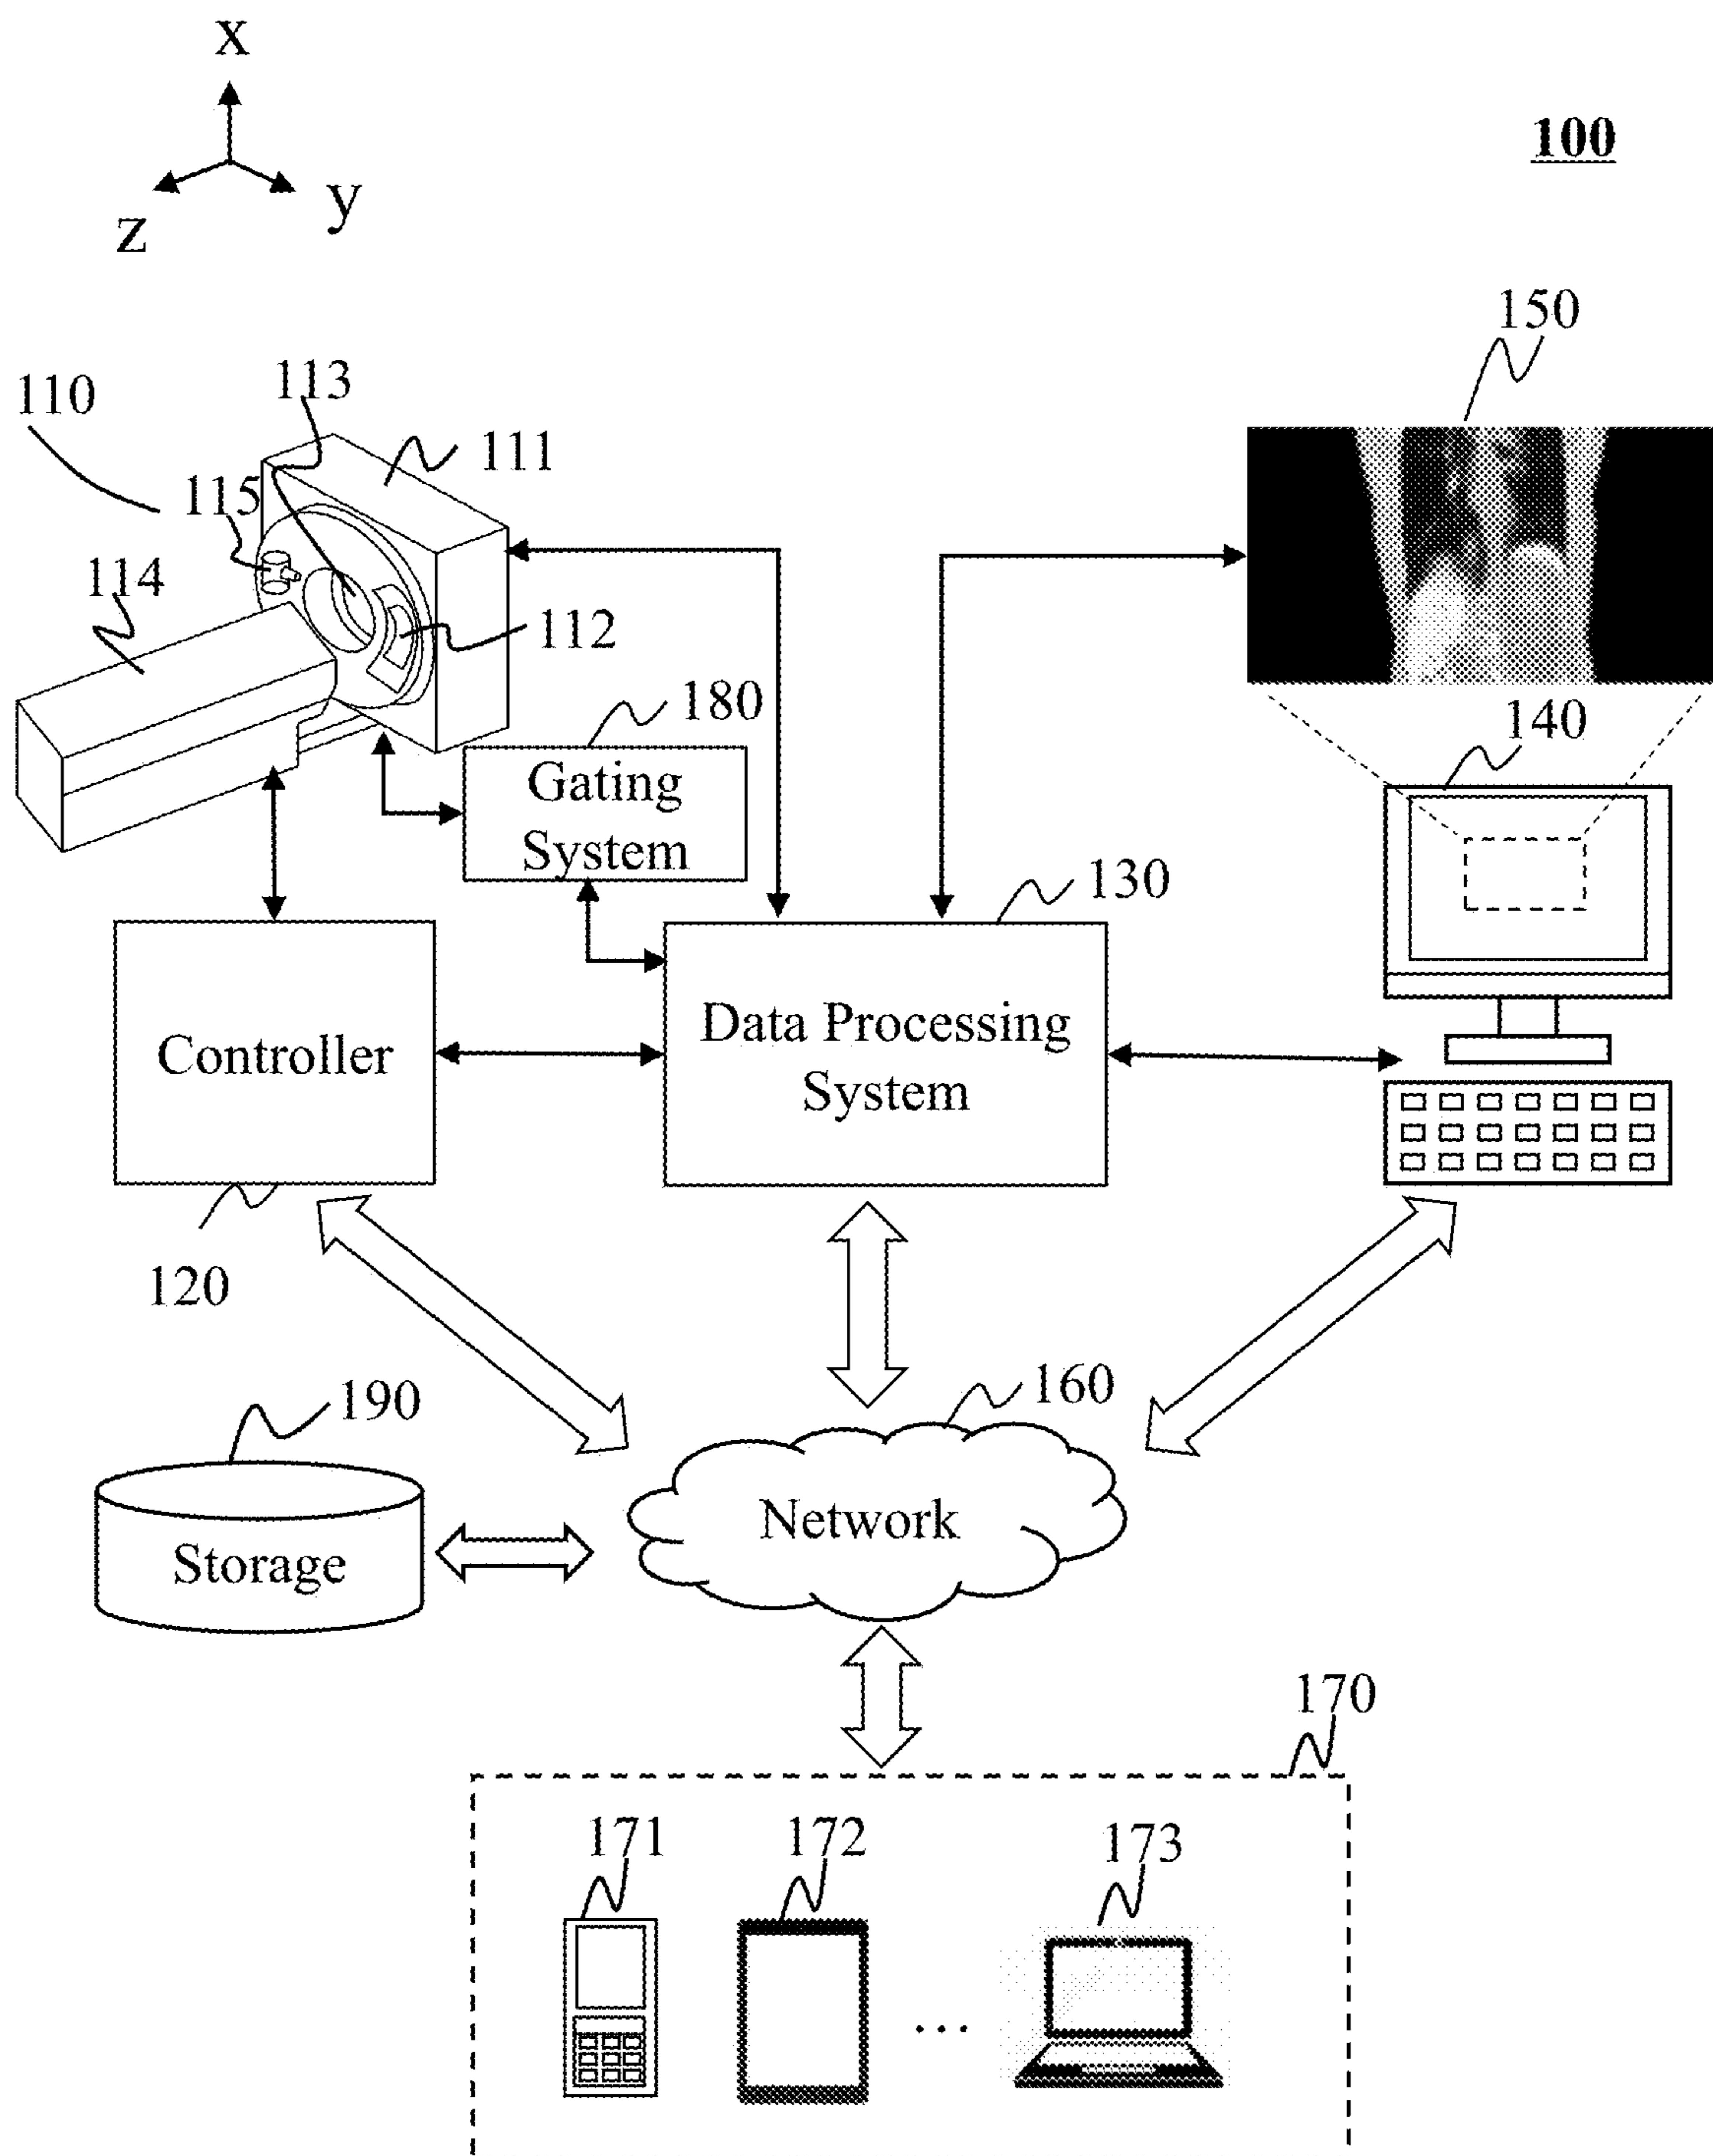 x
100
z
y
150
113
110
111
115
114
112
180
140
Gating
System
130
Controller
Data Processing
System
120
160
190
Network
Storage
170
171
172
173
...